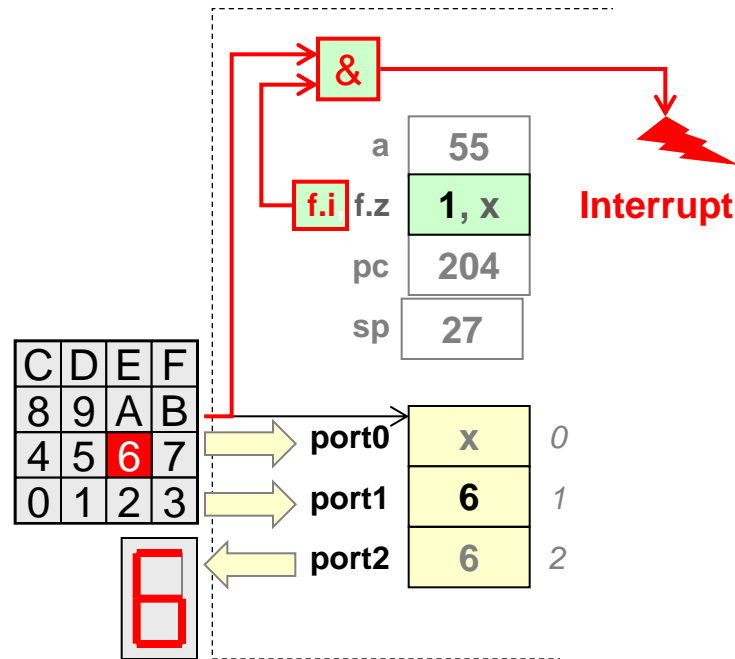 &
a 55
f.i, f.z 1, x
Interrupt
pc 204
sp 27
C D E F
8 9 A B
4 5 6 7
0 1 2 3
port0 x 0
port1 6 1
port2 6 2
6